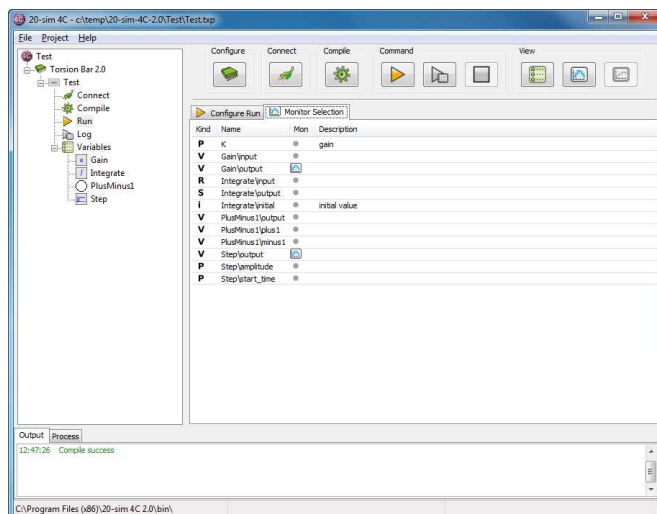 20-sim 4C - c:\temp\20-sim-4C-2.0\Test\Test.txp
File Project Help
Test
Torsion Bar 2.0
Test
Connect
Compile
Run
Log
Variables
K Gain
∫ Integrate
PlusMinus1
Step
Configure Connect Compile Command View
Configure Run Monitor Selection
Kind Name Mon Description
P K gain
V Gain\input
V Gain\output
R Integrate\input
S Integrate\output
i Integrate\initial initial value
V PlusMinus1\output
V PlusMinus1\plus1
V PlusMinus1\minus1
V Step\output
P Step\amplitude
P Step\start_time
Output Process
12:47:26 Compile success
C:\Program Files (x86)\20-sim 4C 2.0\bin\